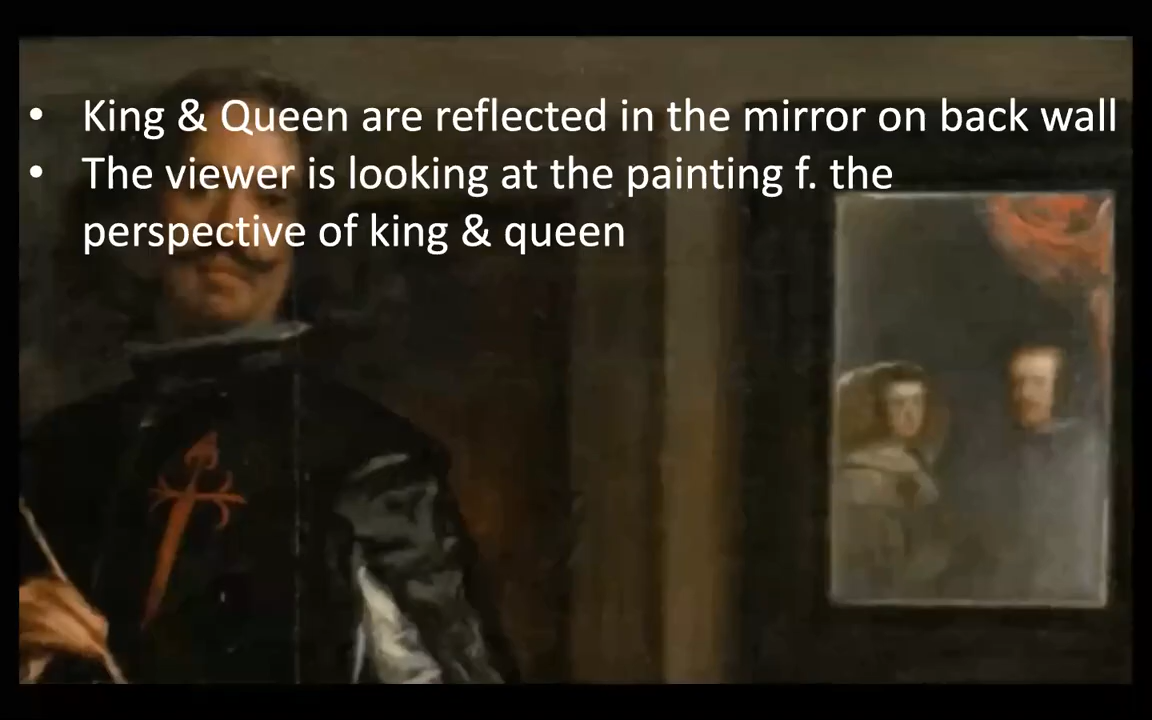 • King & Queen are reflected in the mirror on back wall
• The viewer is looking at the painting f. the
perspective of king & queen